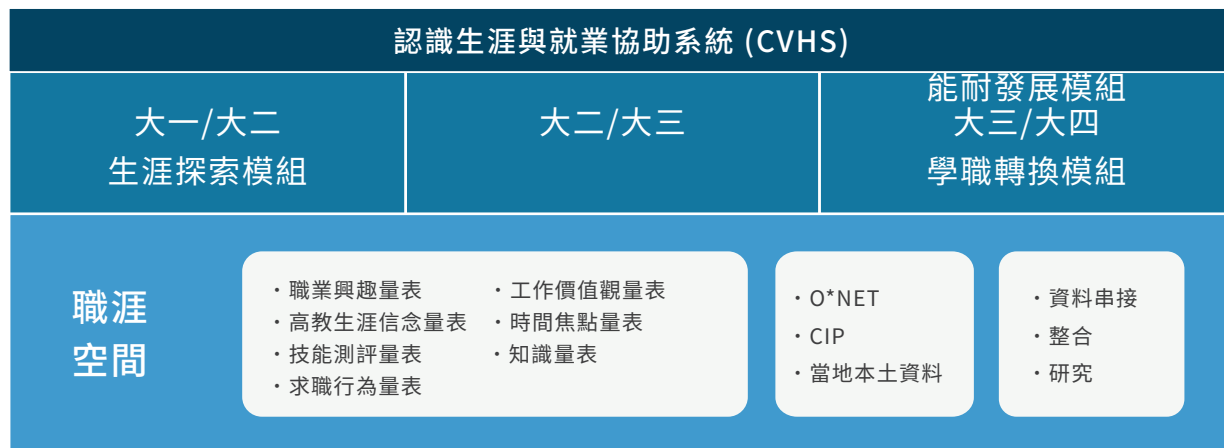 認識生涯與就業協助系統 (CVHS)
大一/大二
生涯探索模組
大二/大三
能耐發展模組
大三/大四
學職轉換模組
職涯
空間
・職業興趣量表
・高教生涯信念量表
・技能測評量表
・求職行為量表
・工作價值觀量表
・時間焦點量表
・知識量表
・O*NET
・CIP
・當地本土資料
・資料串接
・整合
・研究